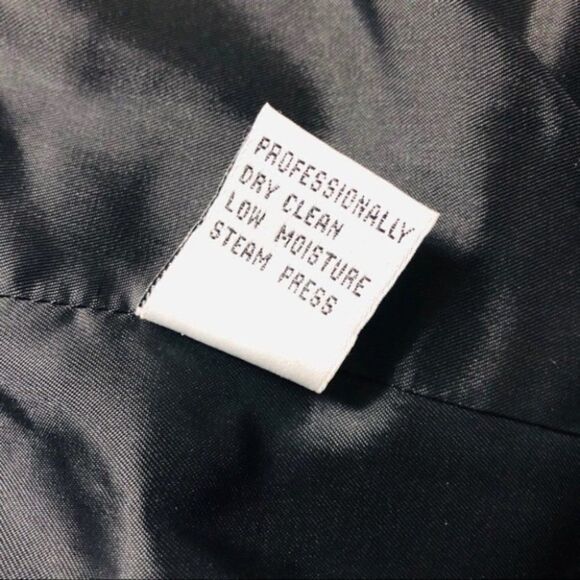 PROFESSIONALLY
DRY CLEAN
LOW MOISTURE
STEAM PRESS